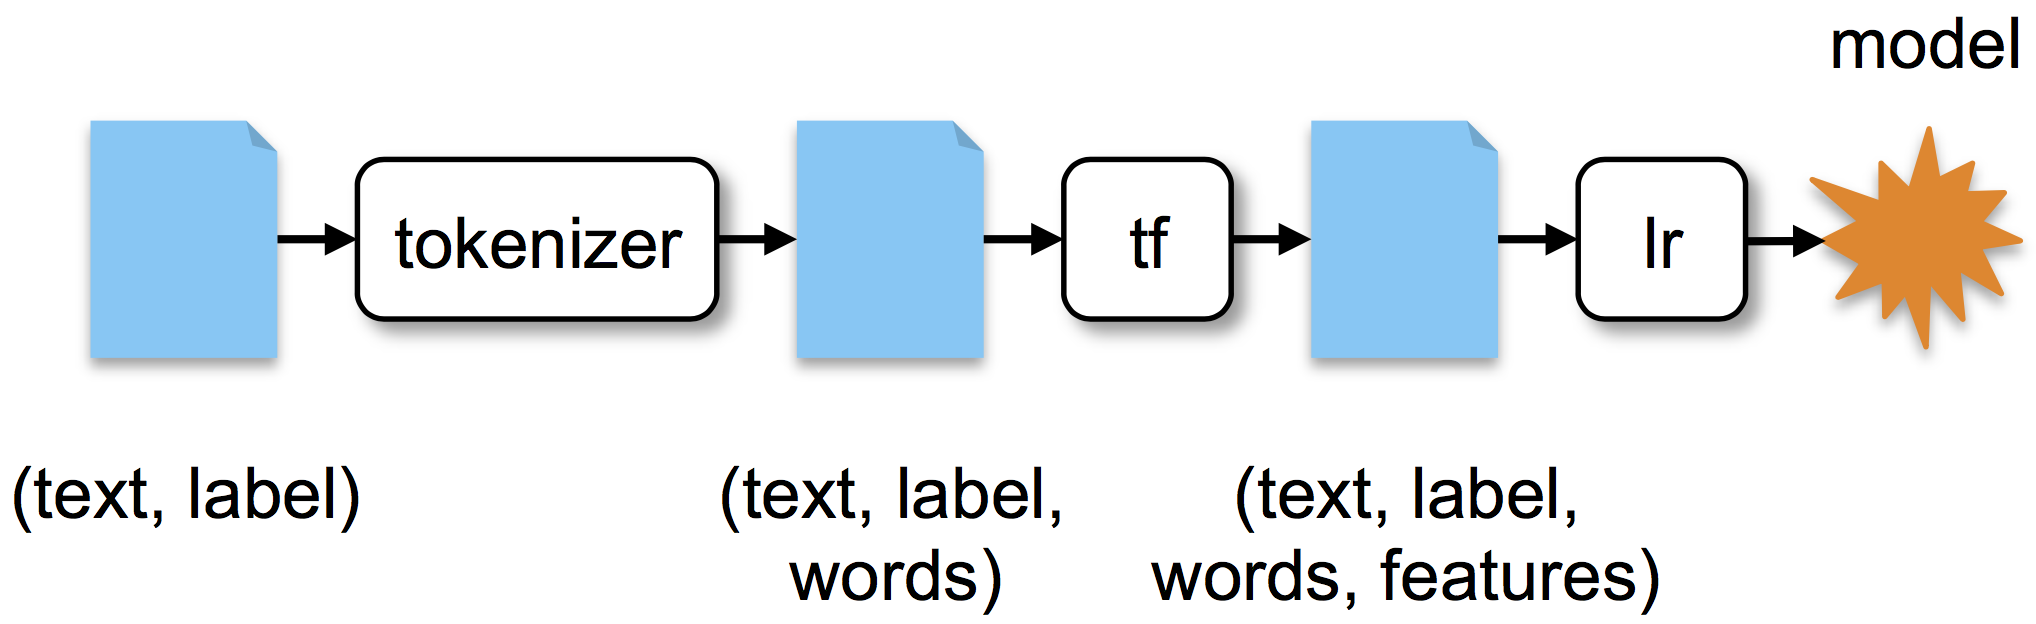 model
tokenizer
tf
lr
(text, label)
(text, label,
words)
(text, label,
words, features)